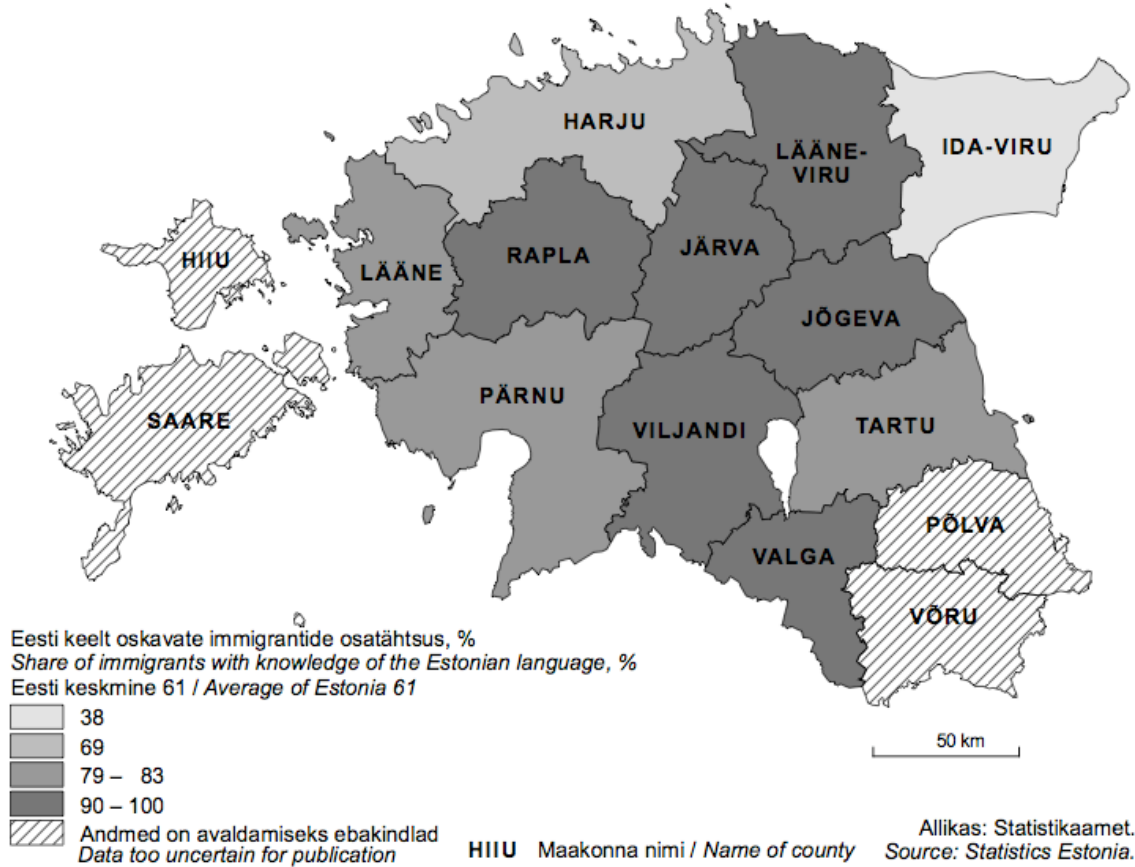 HARJU
LÄÄNE-
VIRU
IDA-VIRU
HIIU
LÄÄNE
RAPLA
JÄRVA
JÕGEVA
SAARE
PÄRNU
VILJANDI
TARTU
PÕLVA
VALGA
VÕRU
Eesti keelt oskavate immigrantide osatähtsus, %
Share of immigrants with knowledge of the Estonian language, %
Eesti keskmine 61 / Average of Estonia 61
38
69
79 – 83
90 – 100
Andmed on avaldamiseks ebakindlad
Data too uncertain for publication
HIIU Maakonna nimi / Name of county
50 km
Allikas: Statistikaamet.
Source: Statistics Estonia.